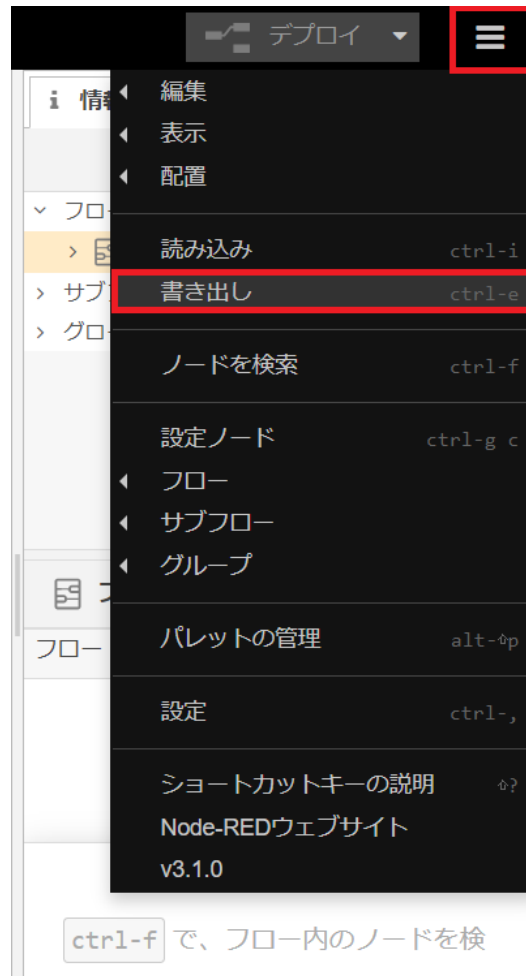 デプロイ
i 情報
編集
表示
配置
フロ
読み込み ctrl-i
サブ
書き出し ctrl-e
グロ
ノードを検索 ctrl-f
設定ノード ctrl-g c
フロー
サブフロー
グループ
フ
パレットの管理 alt-⇧p
フロー
設定 ctrl-,
ショートカットキーの説明 ⇧?
Node-REDウェブサイト
v3.1.0
ctrl-f で、フロー内のノードを検